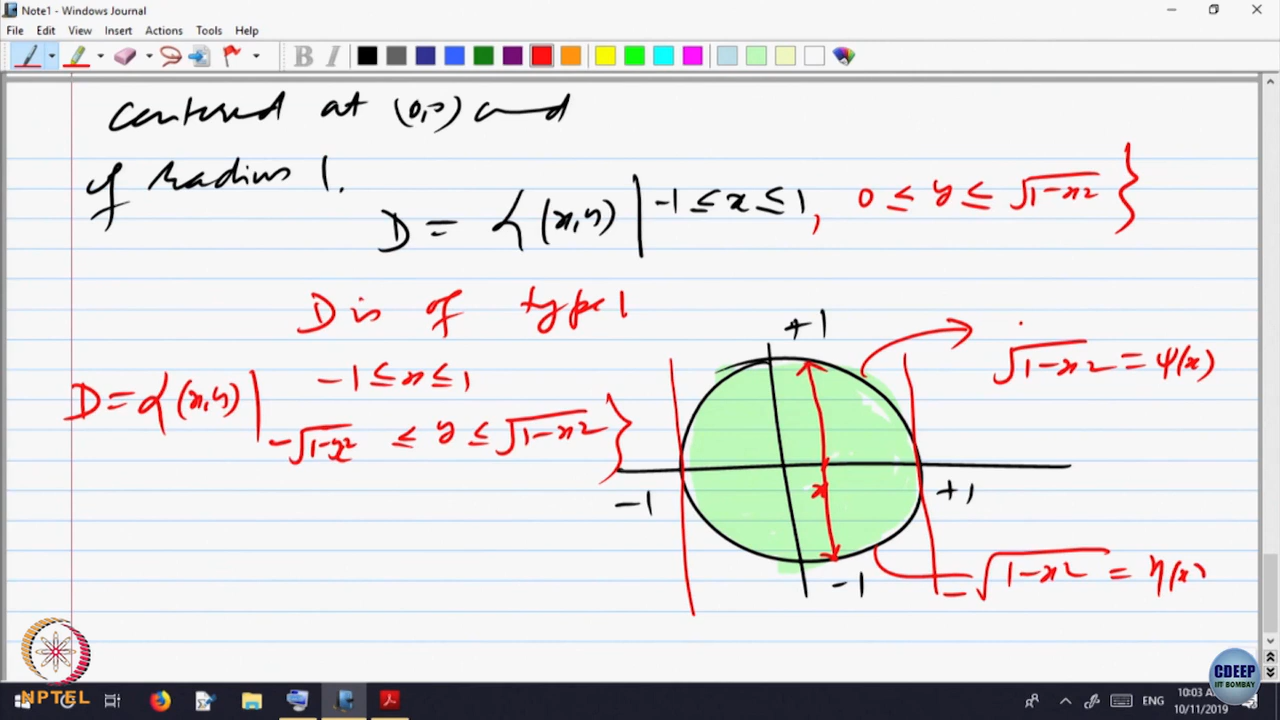 Note1 - Windows Journal
File Edit View Insert Actions Tools Help
B I
Centered at (0,0) and
of radius 1.
D = {(x,y) | -1 ≤ x ≤ 1, 0 ≤ y ≤ √1-x2}
D is of type 1
+1
√1-x2 = ψ(x)
D = {(x,y) | -1 ≤ x ≤ 1
-√1-x2 ≤ y ≤ √1-x2}
-1
x
+1
-1
-√1-x2 = η(x)
NPTEL
CDEEP
IIT BOMBAY
ENG
10:03 A
10/11/2019